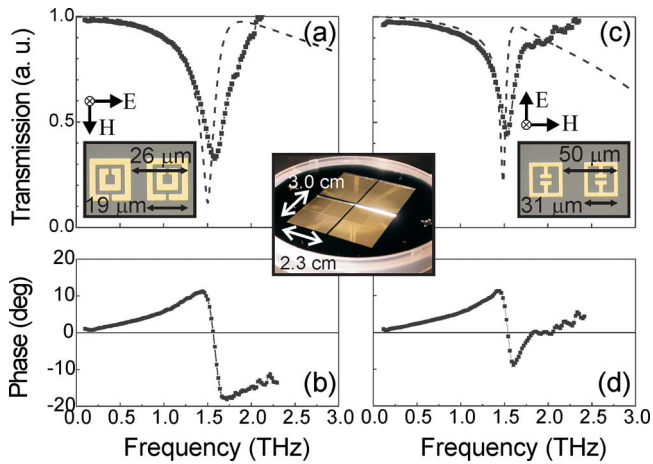 (a)
(c)
Transmission (a. u.)
1.0
0.5
0.0
E
H
E
H
26 μm
19 μm
50 μm
31 μm
3.0 cm
2.3 cm
Phase (deg)
20
10
0
-10
-20
(b)
(d)
0.0 0.5 1.0 1.5 2.0 2.5 3.0
0.0 0.5 1.0 1.5 2.0 2.5 3.0
Frequency (THz)
Frequency (THz)